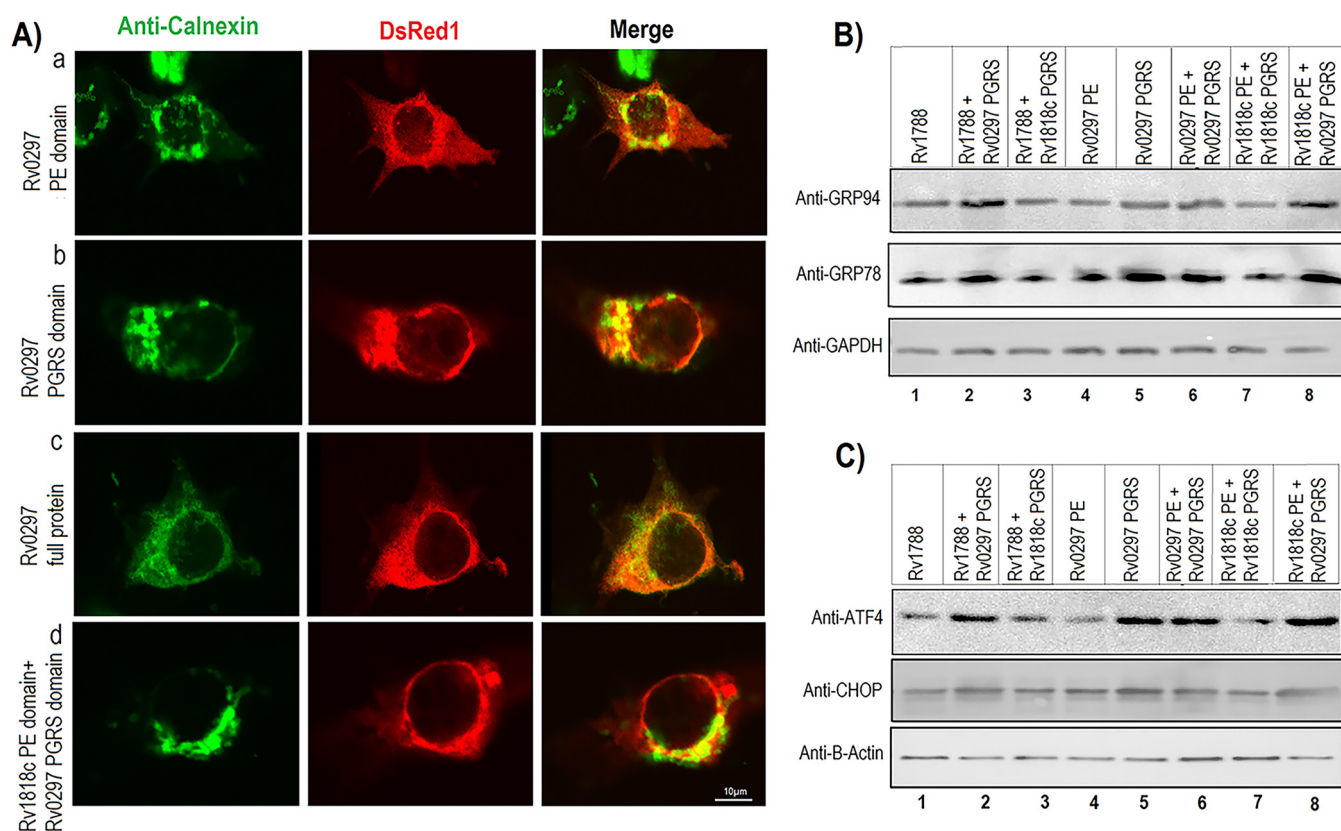 A)
Anti-Calnexin
DsRed1
Merge
a
Rv0297
PE domain
b
Rv0297
PGRS domain
c
Rv0297
full protein
d
Rv1818c PE domain+
Rv0297 PGRS domain
10μm
B)
Rv1788
Rv1788 +
Rv0297 PGRS
Rv1788 +
Rv1818c PGRS
Rv0297 PE
Rv0297 PGRS
Rv0297 PE +
Rv0297 PGRS
Rv1818c PE +
Rv1818c PGRS
Rv1818c PE +
Rv0297 PGRS
Anti-GRP94
Anti-GRP78
Anti-GAPDH
1 2 3 4 5 6 7 8
C)
Rv1788
Rv1788 +
Rv0297 PGRS
Rv1788 +
Rv1818c PGRS
Rv0297 PE
Rv0297 PGRS
Rv0297 PE +
Rv0297 PGRS
Rv1818c PE +
Rv1818c PGRS
Rv1818c PE +
Rv0297 PGRS
Anti-ATF4
Anti-CHOP
Anti-B-Actin
1 2 3 4 5 6 7 8